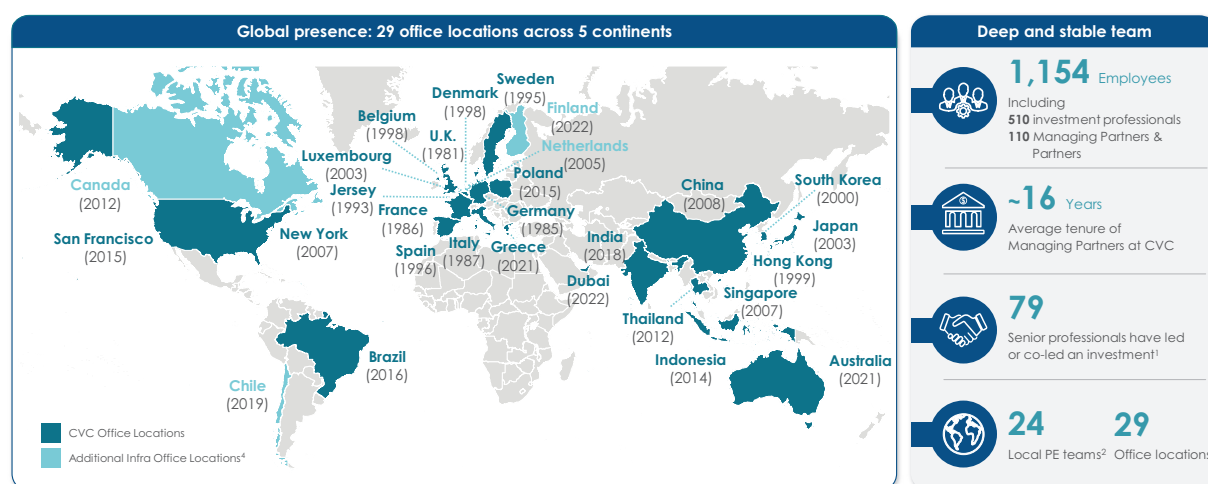 Global presence: 29 office locations across 5 continents
Sweden
(1995)
Denmark
(1998)
Finland
(2022)
Belgium
(1998)
U.K.
(1981)
Netherlands
(2005)
Luxembourg
(2003)
Poland
(2015)
Canada
(2012)
Jersey
(1993)
China
(2008)
South Korea
(2000)
France
(1986)
Germany
(1985)
San Francisco
(2015)
New York
(2007)
Spain
(1996)
Italy
(1987)
Greece
(2021)
India
(2018)
Japan
(2003)
Hong Kong
(1999)
Dubai
(2022)
Singapore
(2007)
Thailand
(2012)
Brazil
(2016)
Indonesia
(2014)
Australia
(2021)
Chile
(2019)
CVC Office Locations
Additional Infra Office Locations⁴
Deep and stable team
1,154 Employees
Including
510 investment professionals
110 Managing Partners &
Partners
~16 Years
Average tenure of
Managing Partners at CVC
79
Senior professionals have led
or co-led an investment¹
24
Local PE teams²
29
Office locations